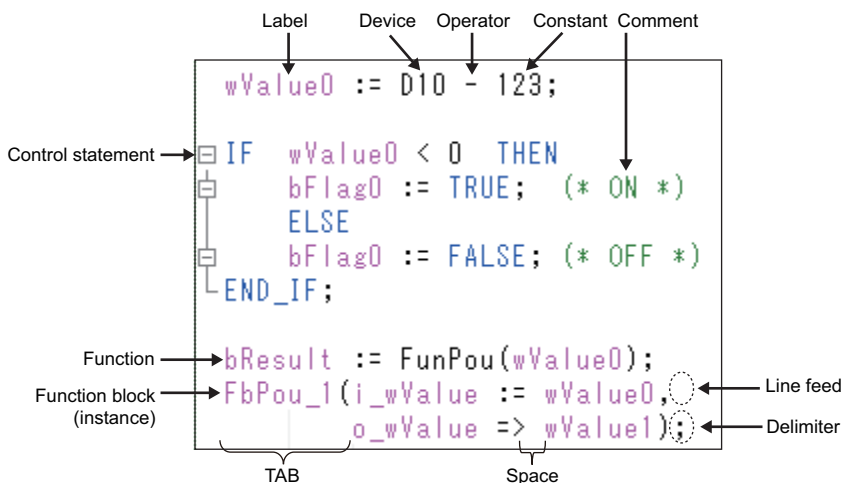 Label Device Operator Constant Comment
wValue0 := D10 - 123;
Control statement IF wValue0 < 0 THEN
bFlag0 := TRUE; (* ON *)
ELSE
bFlag0 := FALSE; (* OFF *)
END_IF;
Function bResult := FunPou(wValue0);
Function block FbPou_1(i_wValue := wValue0, Line feed
(instance)
o_wValue => wValue1); Delimiter
TAB Space